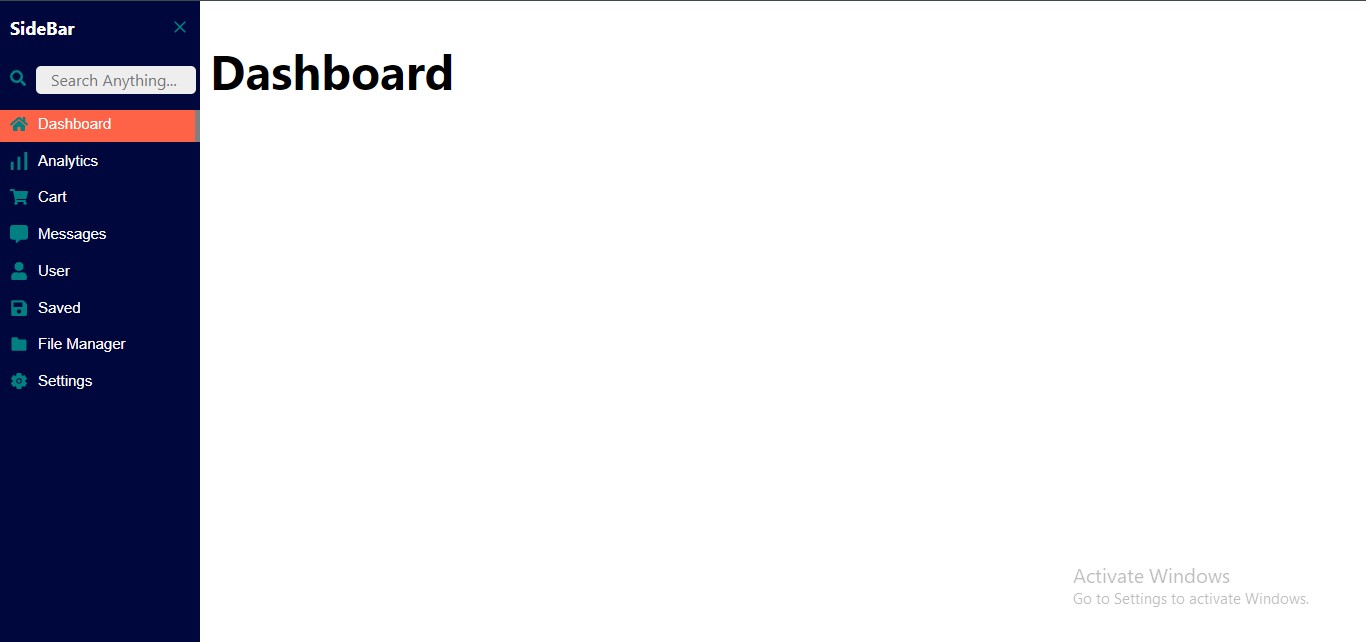 SideBar
Search Anything...
Dashboard
Analytics
Cart
Messages
User
Saved
File Manager
Settings
Dashboard
Activate Windows
Go to Settings to activate Windows.